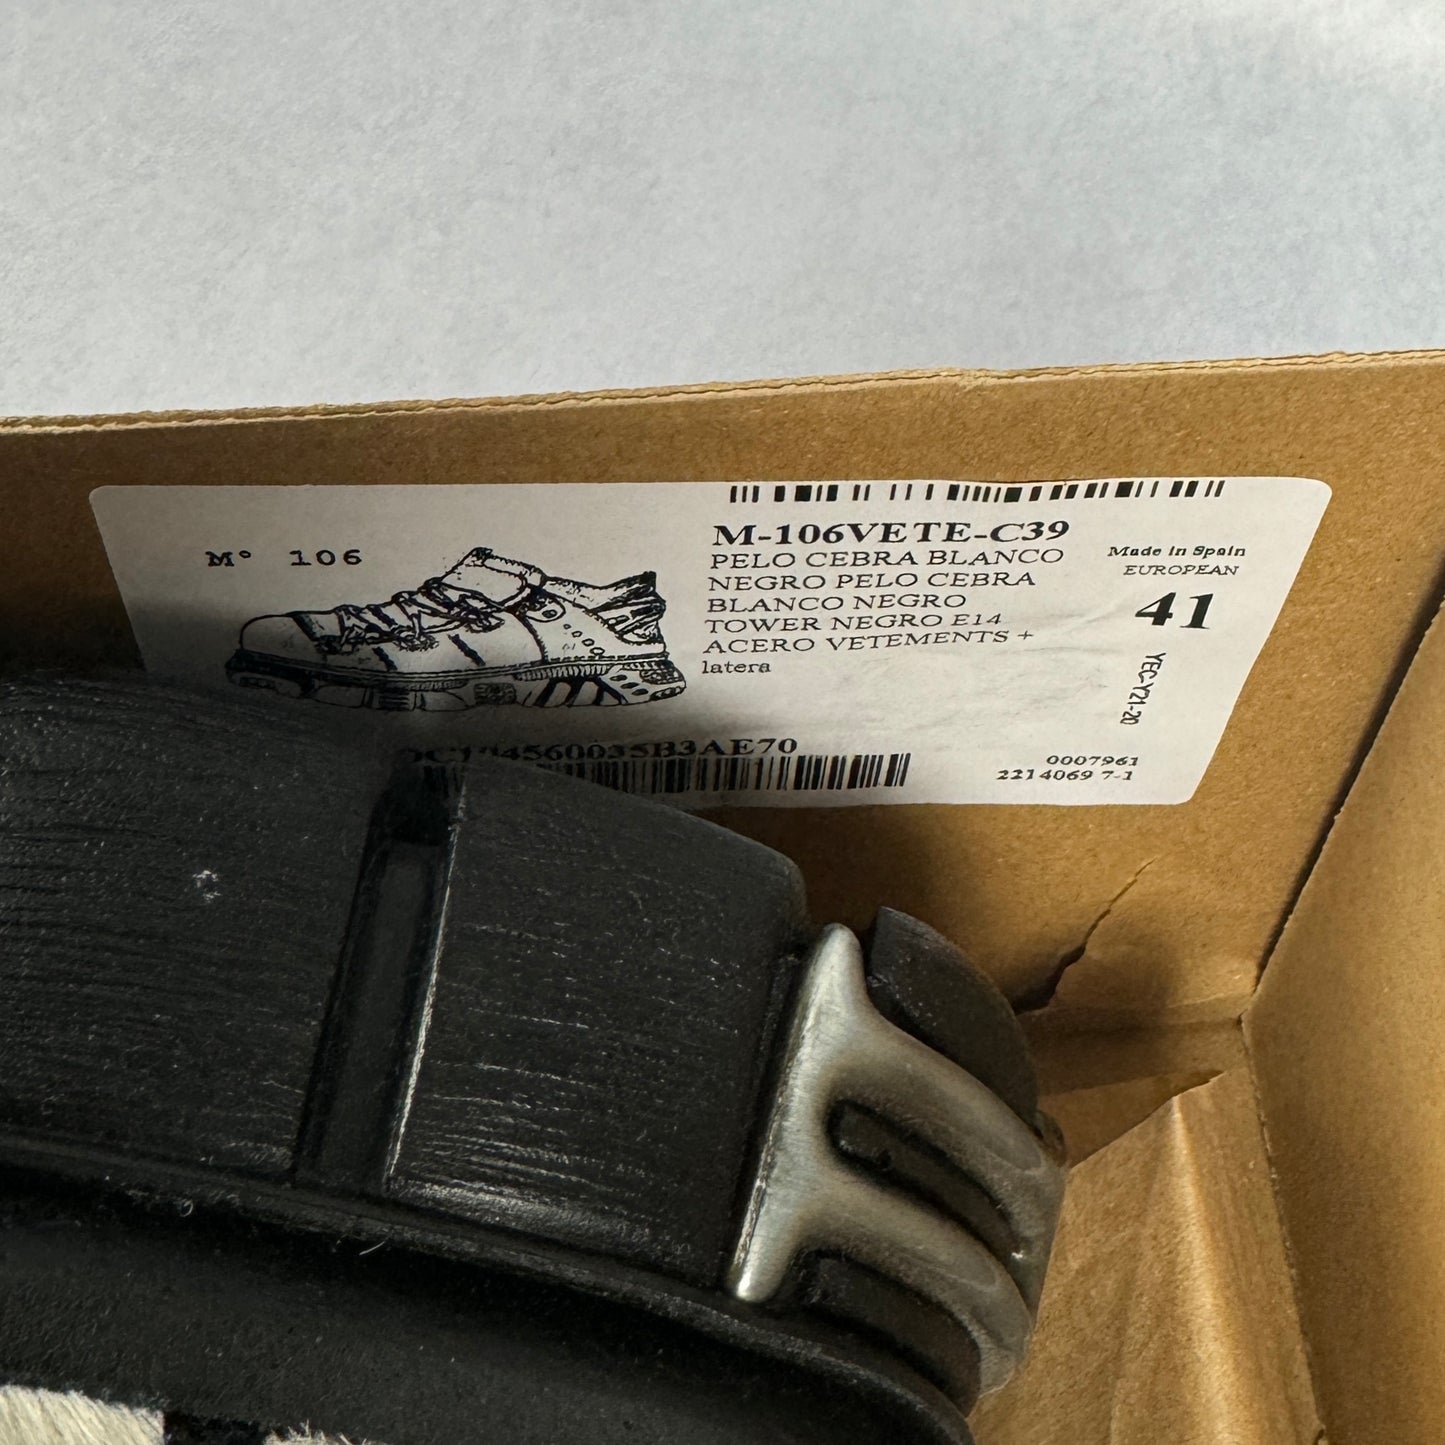 M° 106
M-106VETE-C39
PELO CEBRA BLANCO
NEGRO PELO CEBRA
BLANCO NEGRO
TOWER NEGRO E14
ACERO VETEMENTS +
latera
Made in Spain
EUROPEAN
41
YEC-Y21-20
0007961
2214069 7-1